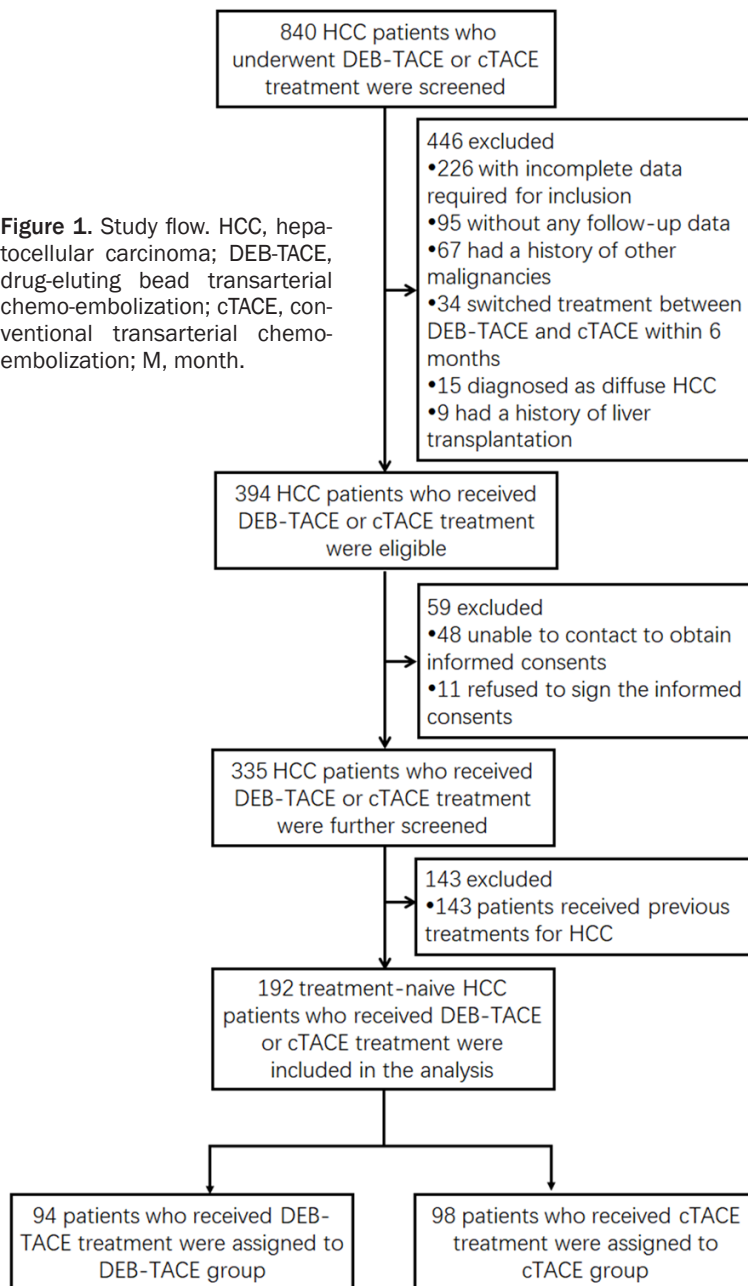 840 HCC patients who
underwent DEB-TACE or cTACE
treatment were screened
446 excluded
•226 with incomplete data
required for inclusion
•95 without any follow-up data
•67 had a history of other
malignancies
•34 switched treatment between
DEB-TACE and cTACE within 6
months
•15 diagnosed as diffuse HCC
•9 had a history of liver
transplantation
Figure 1. Study flow. HCC, hepa-
tocellular carcinoma; DEB-TACE,
drug-eluting bead transarterial
chemo-embolization; cTACE, con-
ventional transarterial chemo-
embolization; M, month.
394 HCC patients who received
DEB-TACE or cTACE treatment
were eligible
59 excluded
•48 unable to contact to obtain
informed consents
•11 refused to sign the informed
consents
335 HCC patients who received
DEB-TACE or cTACE treatment
were further screened
143 excluded
•143 patients received previous
treatments for HCC
192 treatment-naive HCC
patients who received DEB-TACE
or cTACE treatment were
included in the analysis
94 patients who received DEB-
TACE treatment were assigned to
DEB-TACE group
98 patients who received cTACE
treatment were assigned to
cTACE group